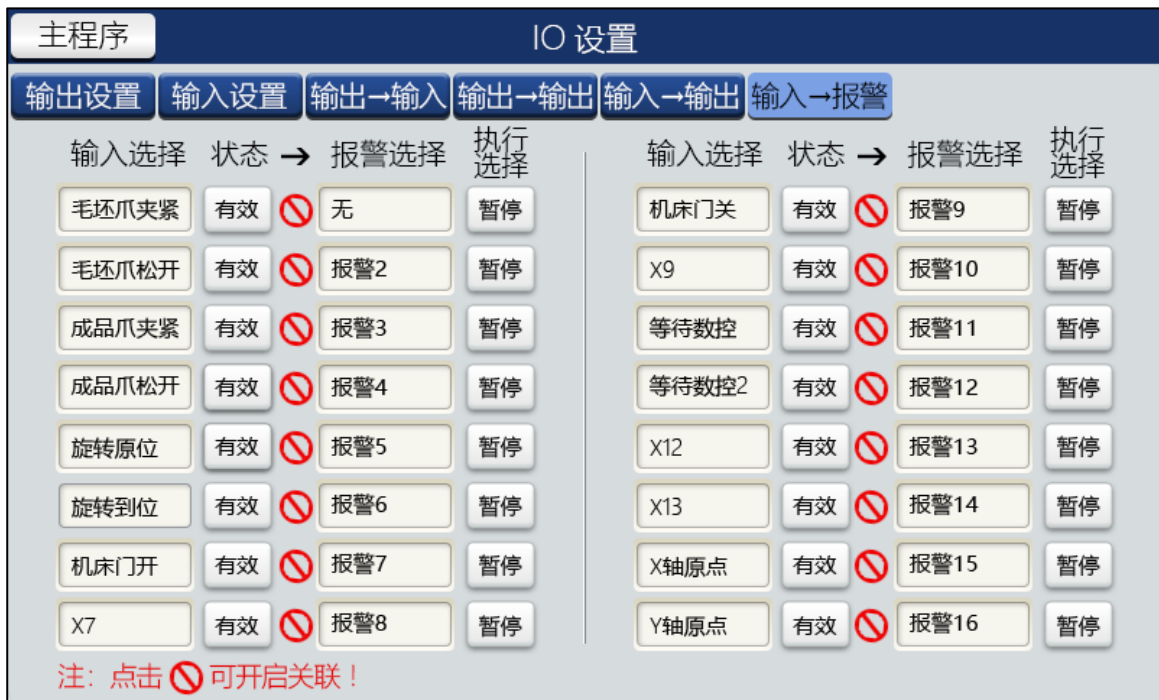 主程序 IO 设置
输出设置 输入设置 输出→输入 输出→输出 输入→输出 输入→报警
输入选择 状态 → 报警选择 执行选择 输入选择 状态 → 报警选择 执行选择
毛坯爪夹紧 有效 无 暂停 机床门关 有效 报警9 暂停
毛坯爪松开 有效 报警2 暂停 X9 有效 报警10 暂停
成品爪夹紧 有效 报警3 暂停 等待数控 有效 报警11 暂停
成品爪松开 有效 报警4 暂停 等待数控2 有效 报警12 暂停
旋转原位 有效 报警5 暂停 X12 有效 报警13 暂停
旋转到位 有效 报警6 暂停 X13 有效 报警14 暂停
机床门开 有效 报警7 暂停 X轴原点 有效 报警15 暂停
X7 有效 报警8 暂停 Y轴原点 有效 报警16 暂停
注：点击 可开启关联！